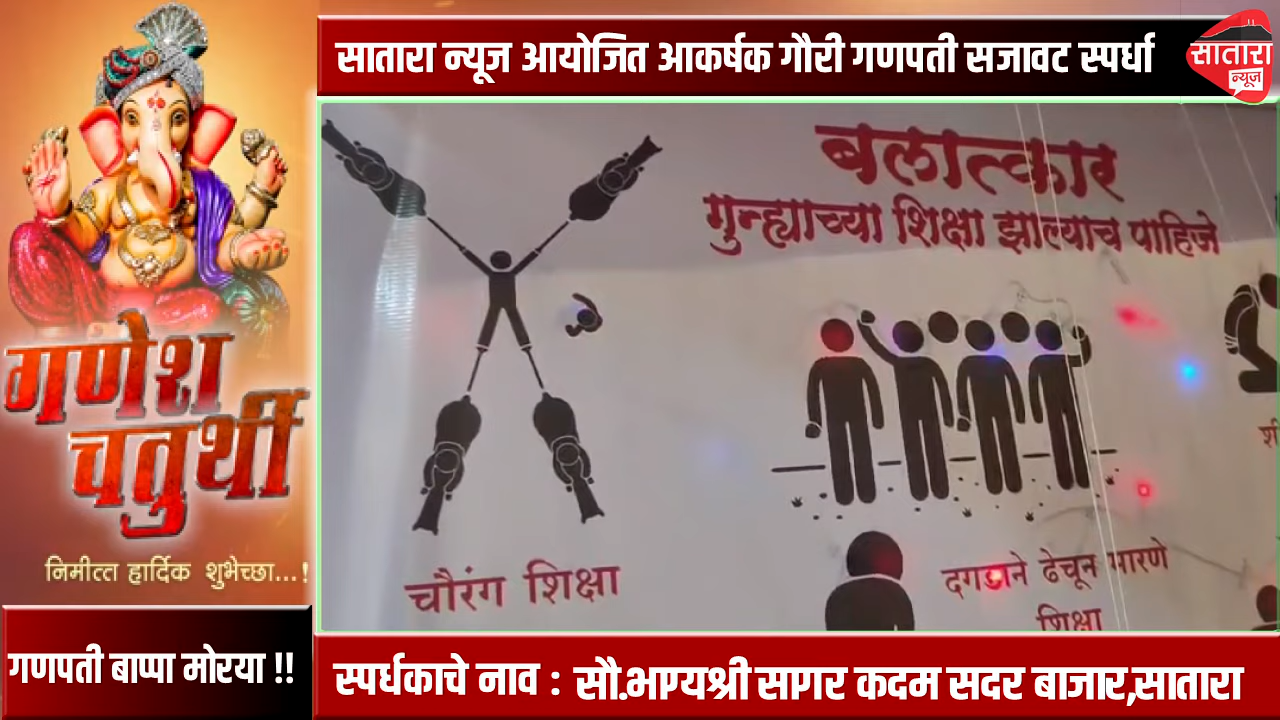 सातारा न्यूज आयोजित आकर्षक गौरी गणपती सजावट स्पर्धा
सातारा
न्यूज
बलात्कार
गुन्ह्याच्या शिक्षा झाल्याच पाहिजे
चौरंग शिक्षा
दगडाने ठेचून मारणे
शिक्षा
गणेश
चतुर्थी
निमीत्त हार्दिक शुभेच्छा...!
गणपती बाप्पा मोरया !!
स्पर्धकाचे नाव : सौ.भाग्यश्री सागर कदम सदर बाजार,सातारा